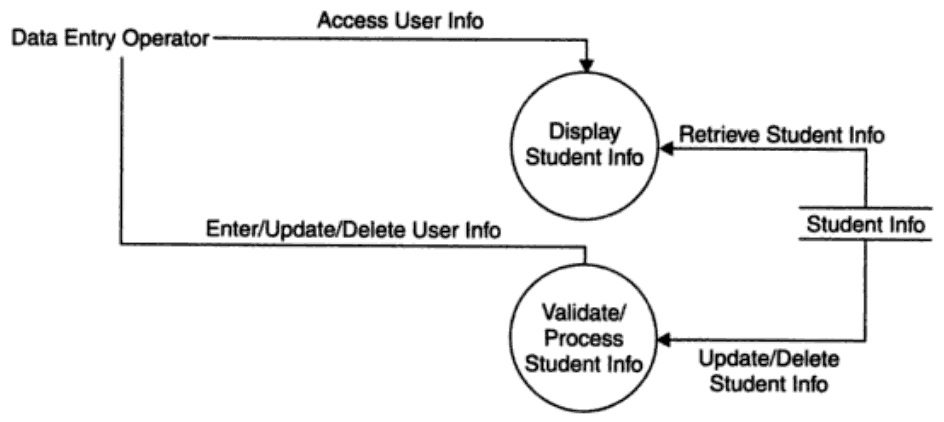 Access User Info
Data Entry Operator
Display
Student Info
Retrieve Student Info
Student Info
Enter/Update/Delete User Info
Validate/
Process
Student Info
Update/Delete
Student Info